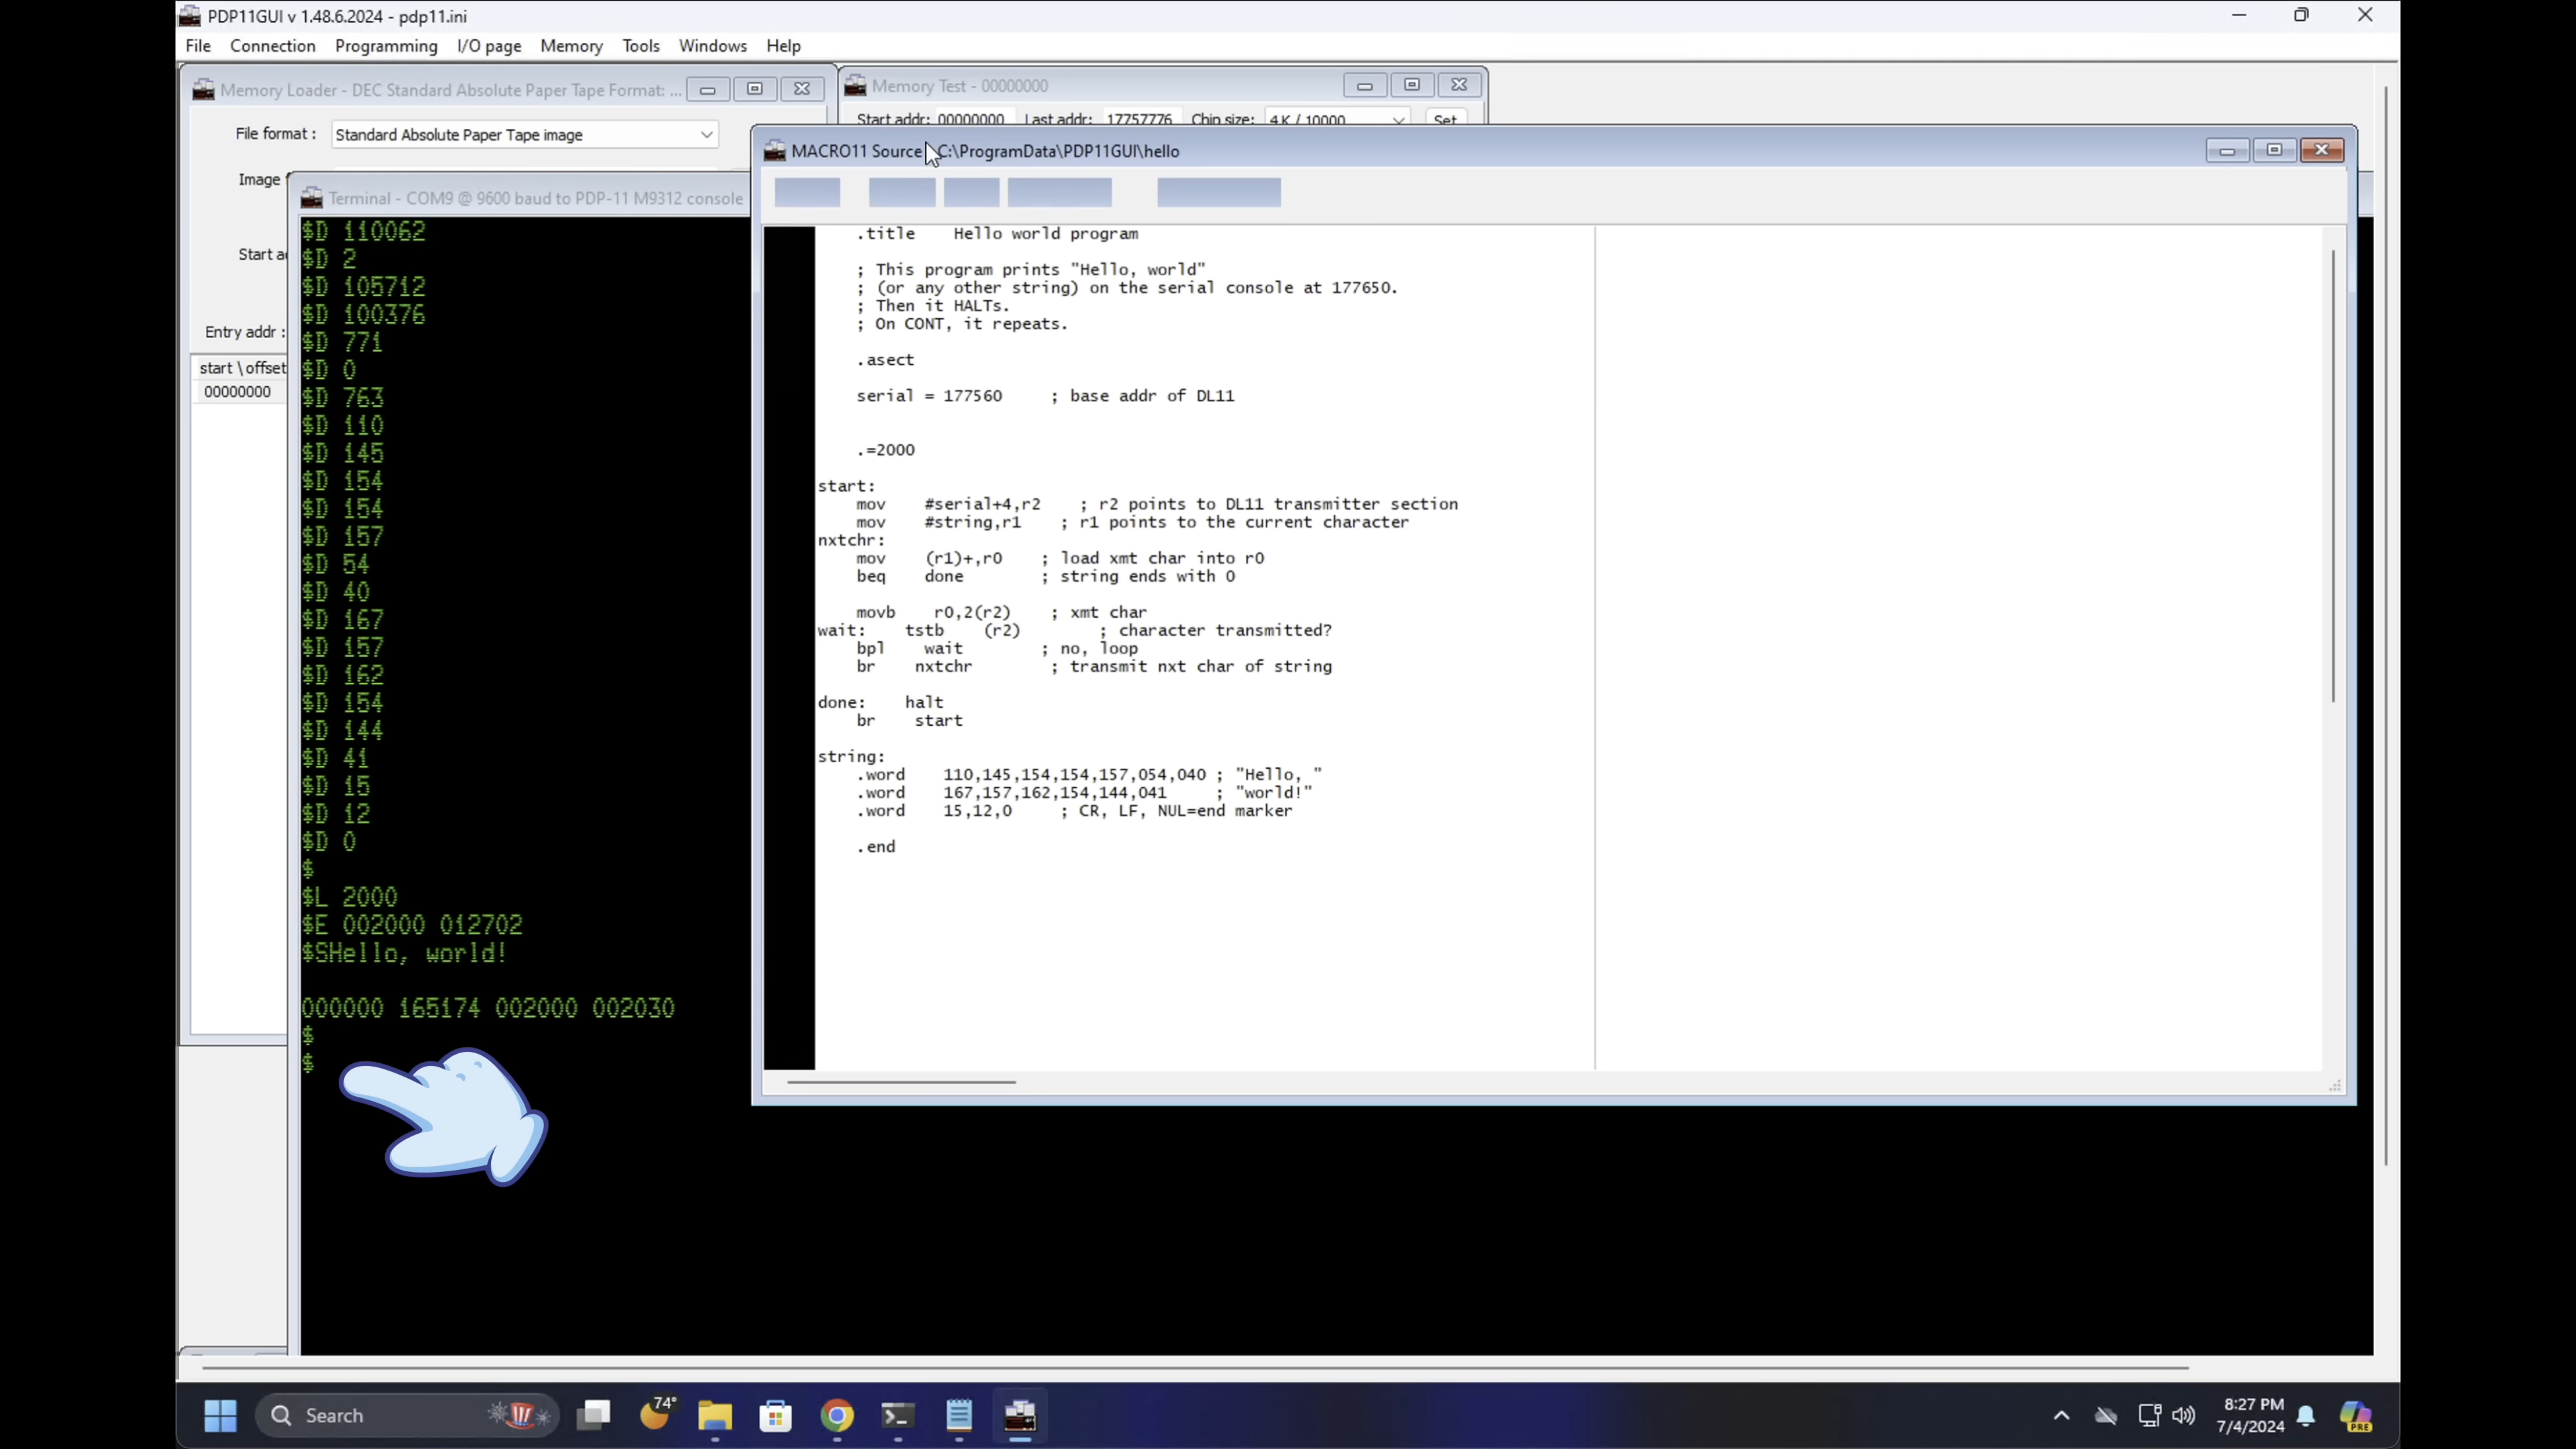 PDP11GUI v 1.48.6.2024 - pdp11.ini
File Connection Programming I/O page Memory Tools Windows Help
Memory Loader - DEC Standard Absolute Paper Tape Format: ...
File format : Standard Absolute Paper Tape image
Image
Start
Entry addr :
start \ offset
00000000
Memory Test - 00000000
Start addr: 00000000 Last addr: 17757776 Chip size: 4 K / 10000 Set
Terminal - COM9 @ 9600 baud to PDP-11 M9312 console
$D 110062
$D 2
$D 105712
$D 100376
$D 771
$D 0
$D 763
$D 110
$D 145
$D 154
$D 154
$D 157
$D 54
$D 40
$D 167
$D 157
$D 162
$D 154
$D 144
$D 41
$D 15
$D 12
$D 0
$
$L 2000
$E 002000 012702
$SHello, world!
000000 165174 002000 002030
$
$
MACRO11 Source C:\ProgramData\PDP11GUI\hello
.title Hello world program
; This program prints "Hello, world"
; (or any other string) on the serial console at 177650.
; Then it HALTs.
; On CONT, it repeats.
.asect
serial = 177560 ; base addr of DL11
.=2000
start:
mov #serial+4,r2 ; r2 points to DL11 transmitter section
mov #string,r1 ; r1 points to the current character
nxtchr:
mov (r1)+,r0 ; load xmt char into r0
beq done ; string ends with 0
movb r0,2(r2) ; xmt char
wait: tstb (r2) ; character transmitted?
bpl wait ; no, loop
br nxtchr ; transmit nxt char of string
done: halt
br start
string:
.word 110,145,154,154,157,054,040 ; "Hello, "
.word 167,157,162,154,144,041 ; "world!"
.word 15,12,0 ; CR, LF, NUL=end marker
.end
Search
74°
8:27 PM
7/4/2024
PRE